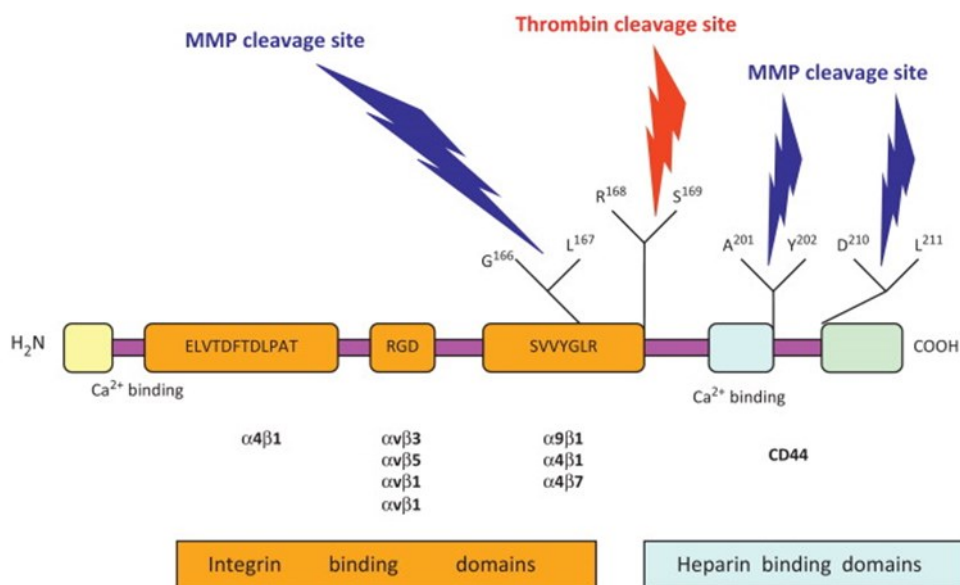 Thrombin cleavage site
MMP cleavage site
MMP cleavage site
R¹⁶⁸ S¹⁶⁹
G¹⁶⁶ L¹⁶⁷ A²⁰¹ Y²⁰² D²¹⁰ L²¹¹
H₂N ELVTDFTDLPAT RGD SVVYGLR COOH
Ca²⁺ binding Ca²⁺ binding
α4β1 αvβ3 α9β1
αvβ5 α4β1 CD44
αvβ1 α4β7
αvβ1
Integrin binding domains Heparin binding domains